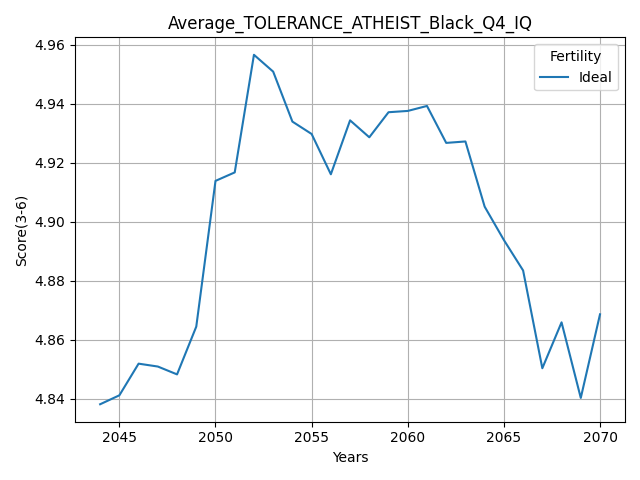 Average_TOLERANCE_ATHEIST_Black_Q4_IQ
Fertility
Ideal
Score(3-6)
4.96
4.94
4.92
4.90
4.88
4.86
4.84
2045 2050 2055 2060 2065 2070
Years